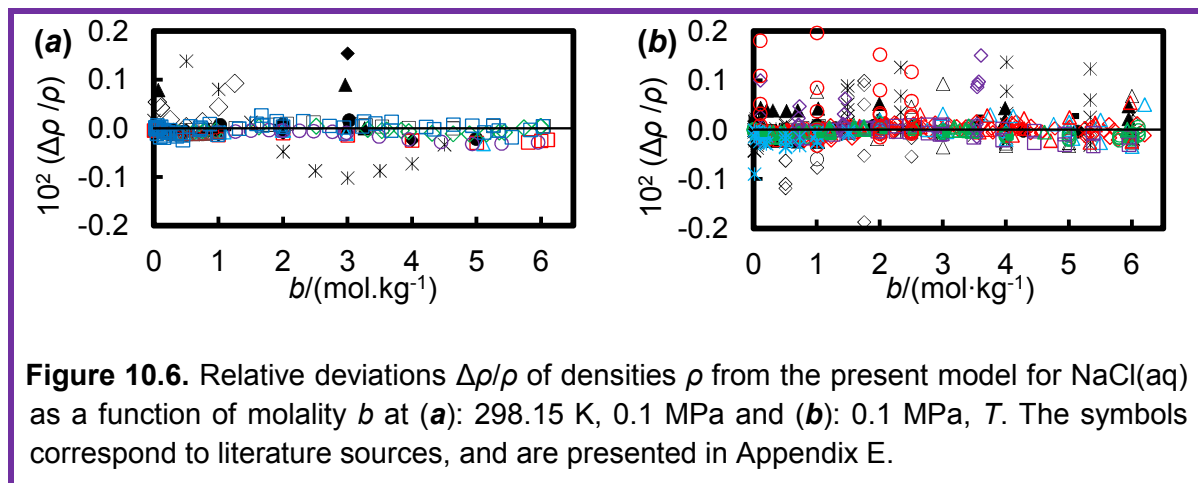 (a)
0.2
0.1
0.0
-0.1
-0.2
10² (Δρ /ρ)
0 1 2 3 4 5 6
b/(mol.kg⁻¹)
(b)
0.2
0.1
0.0
-0.1
-0.2
10² (Δρ /ρ)
0 1 2 3 4 5 6
b/(mol·kg⁻¹)
Figure 10.6. Relative deviations Δρ/ρ of densities ρ from the present model for NaCl(aq)
as a function of molality b at (a): 298.15 K, 0.1 MPa and (b): 0.1 MPa, T. The symbols
correspond to literature sources, and are presented in Appendix E.